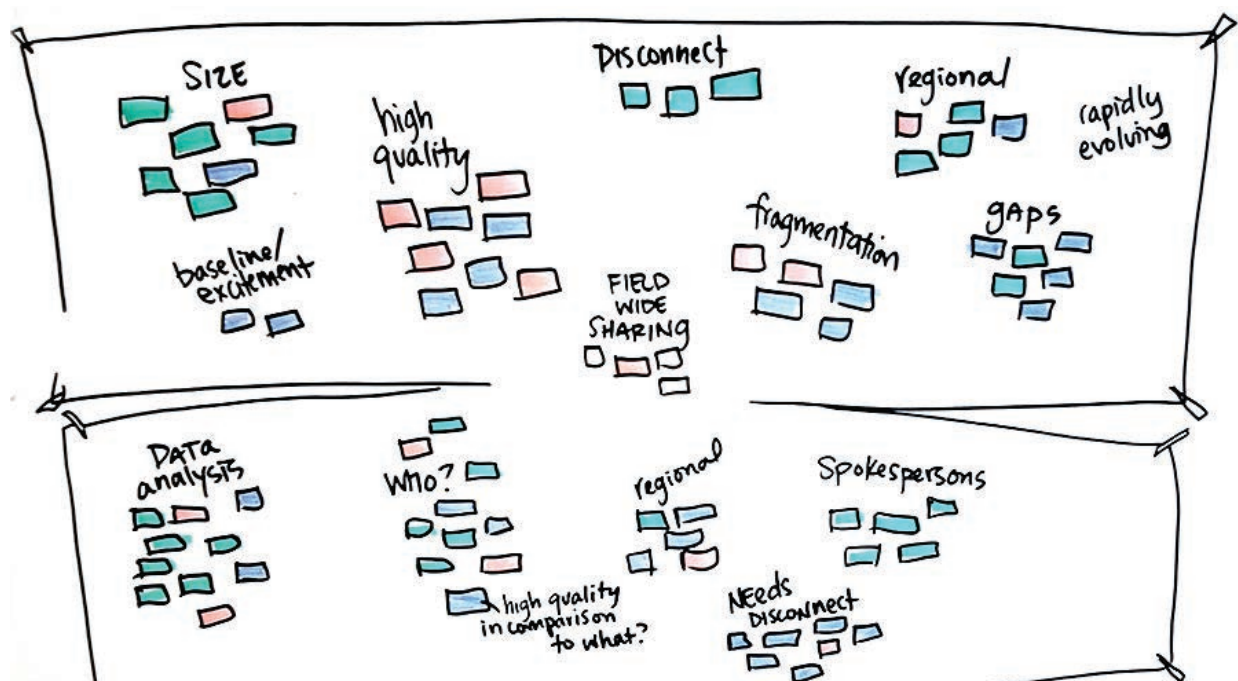 SIZE
high
quality
Disconnect
regional
rapidly
evolving
baseline/
excitement
FIELD
WIDE
SHARING
fragmentation
gAPS
DATA
analysis
WHO?
high quality
in comparison
to what?
regional
Spokespersons
NEEDS
DISCONNECT